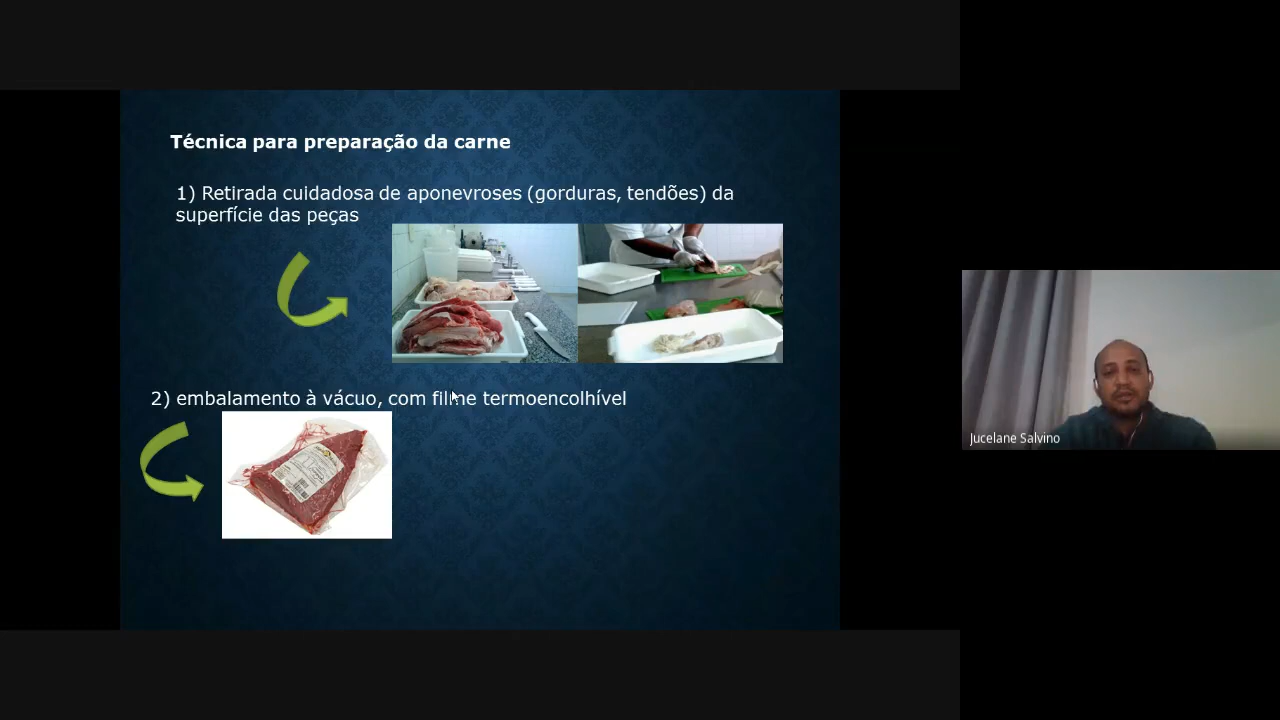 Técnica para preparação da carne
1) Retirada cuidadosa de aponevroses (gorduras, tendões) da
superfície das peças
2) embalamento à vácuo, com filme termoencolhível
Jucelane Salvino